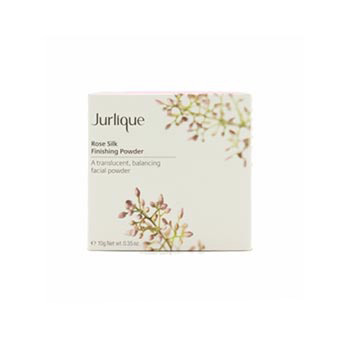 Jurlique
Rose Silk
Finishing Powder
A translucent, balancing
facial powder
℮ 10g Net wt. 0.35 oz.